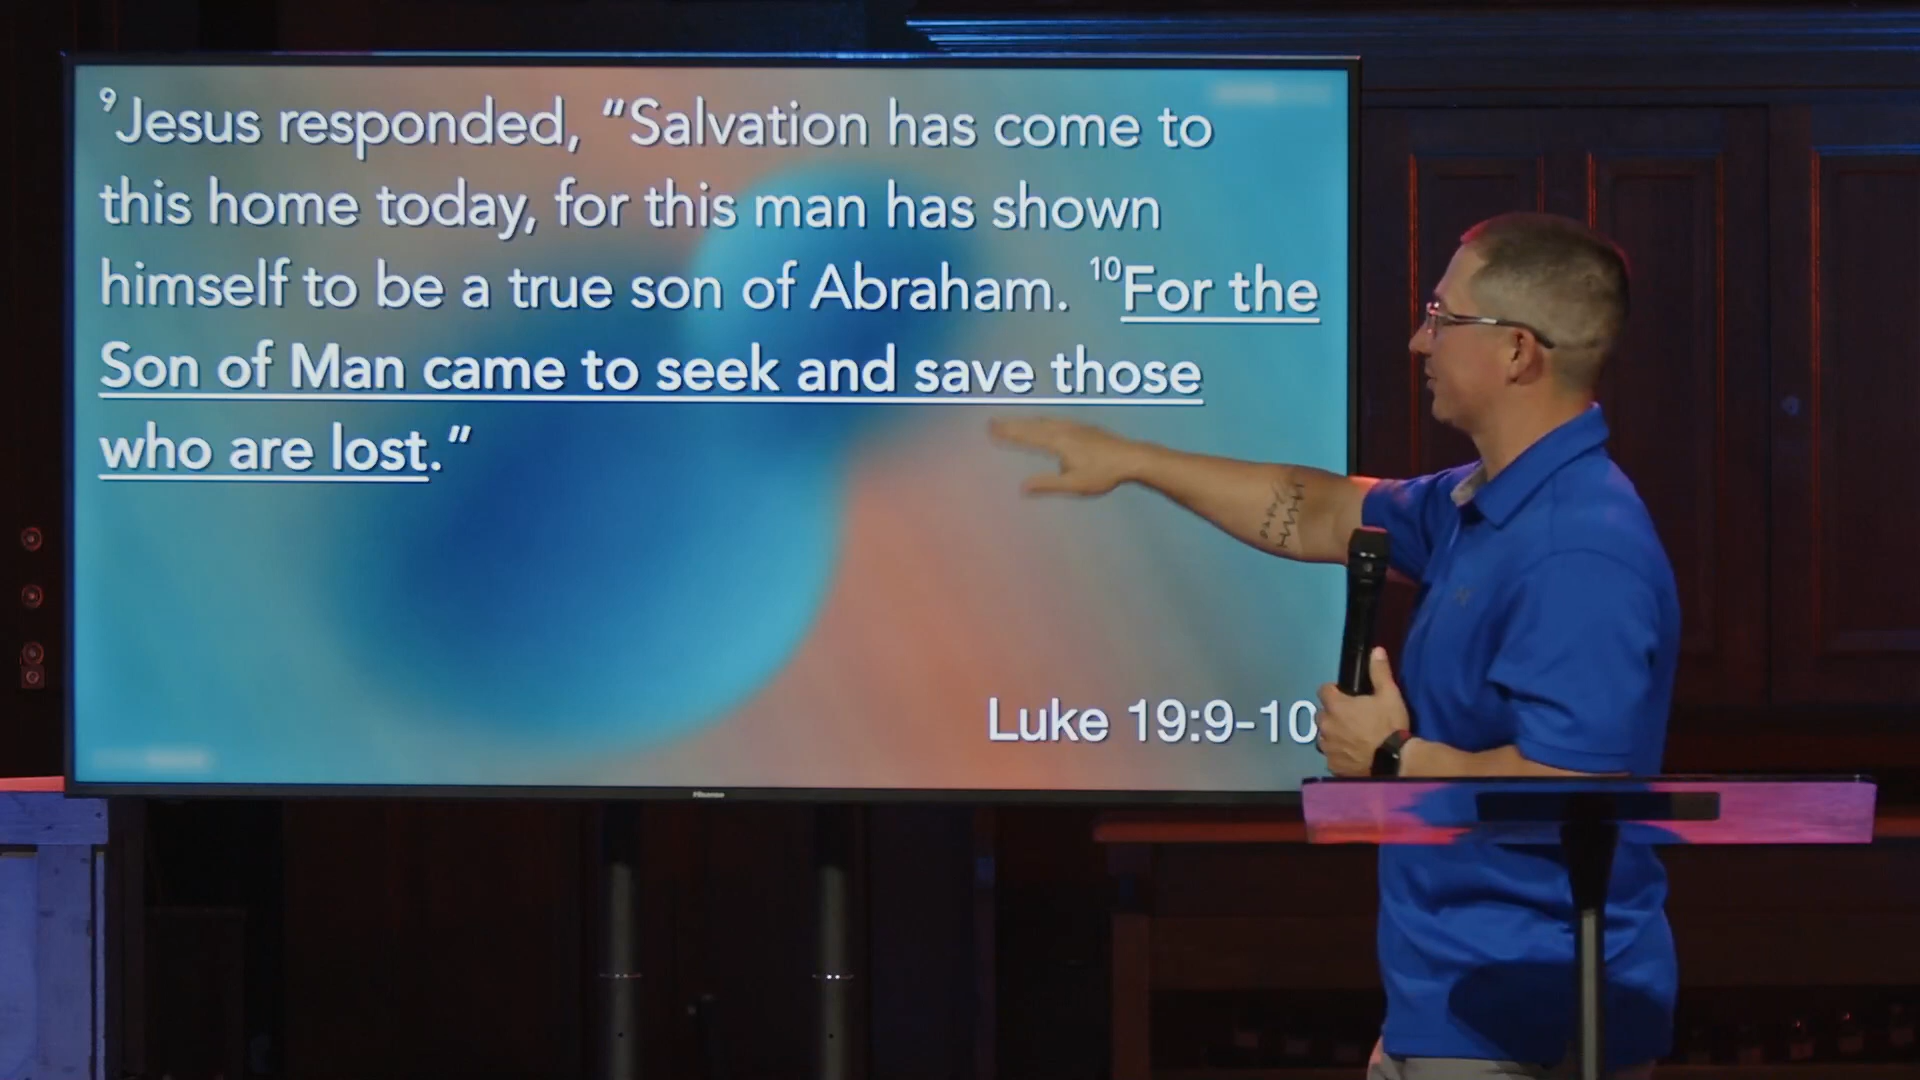 ⁹Jesus responded, “Salvation has come to
this home today, for this man has shown
himself to be a true son of Abraham. ¹⁰For the
Son of Man came to seek and save those
who are lost.”
Luke 19:9-10
Hisense